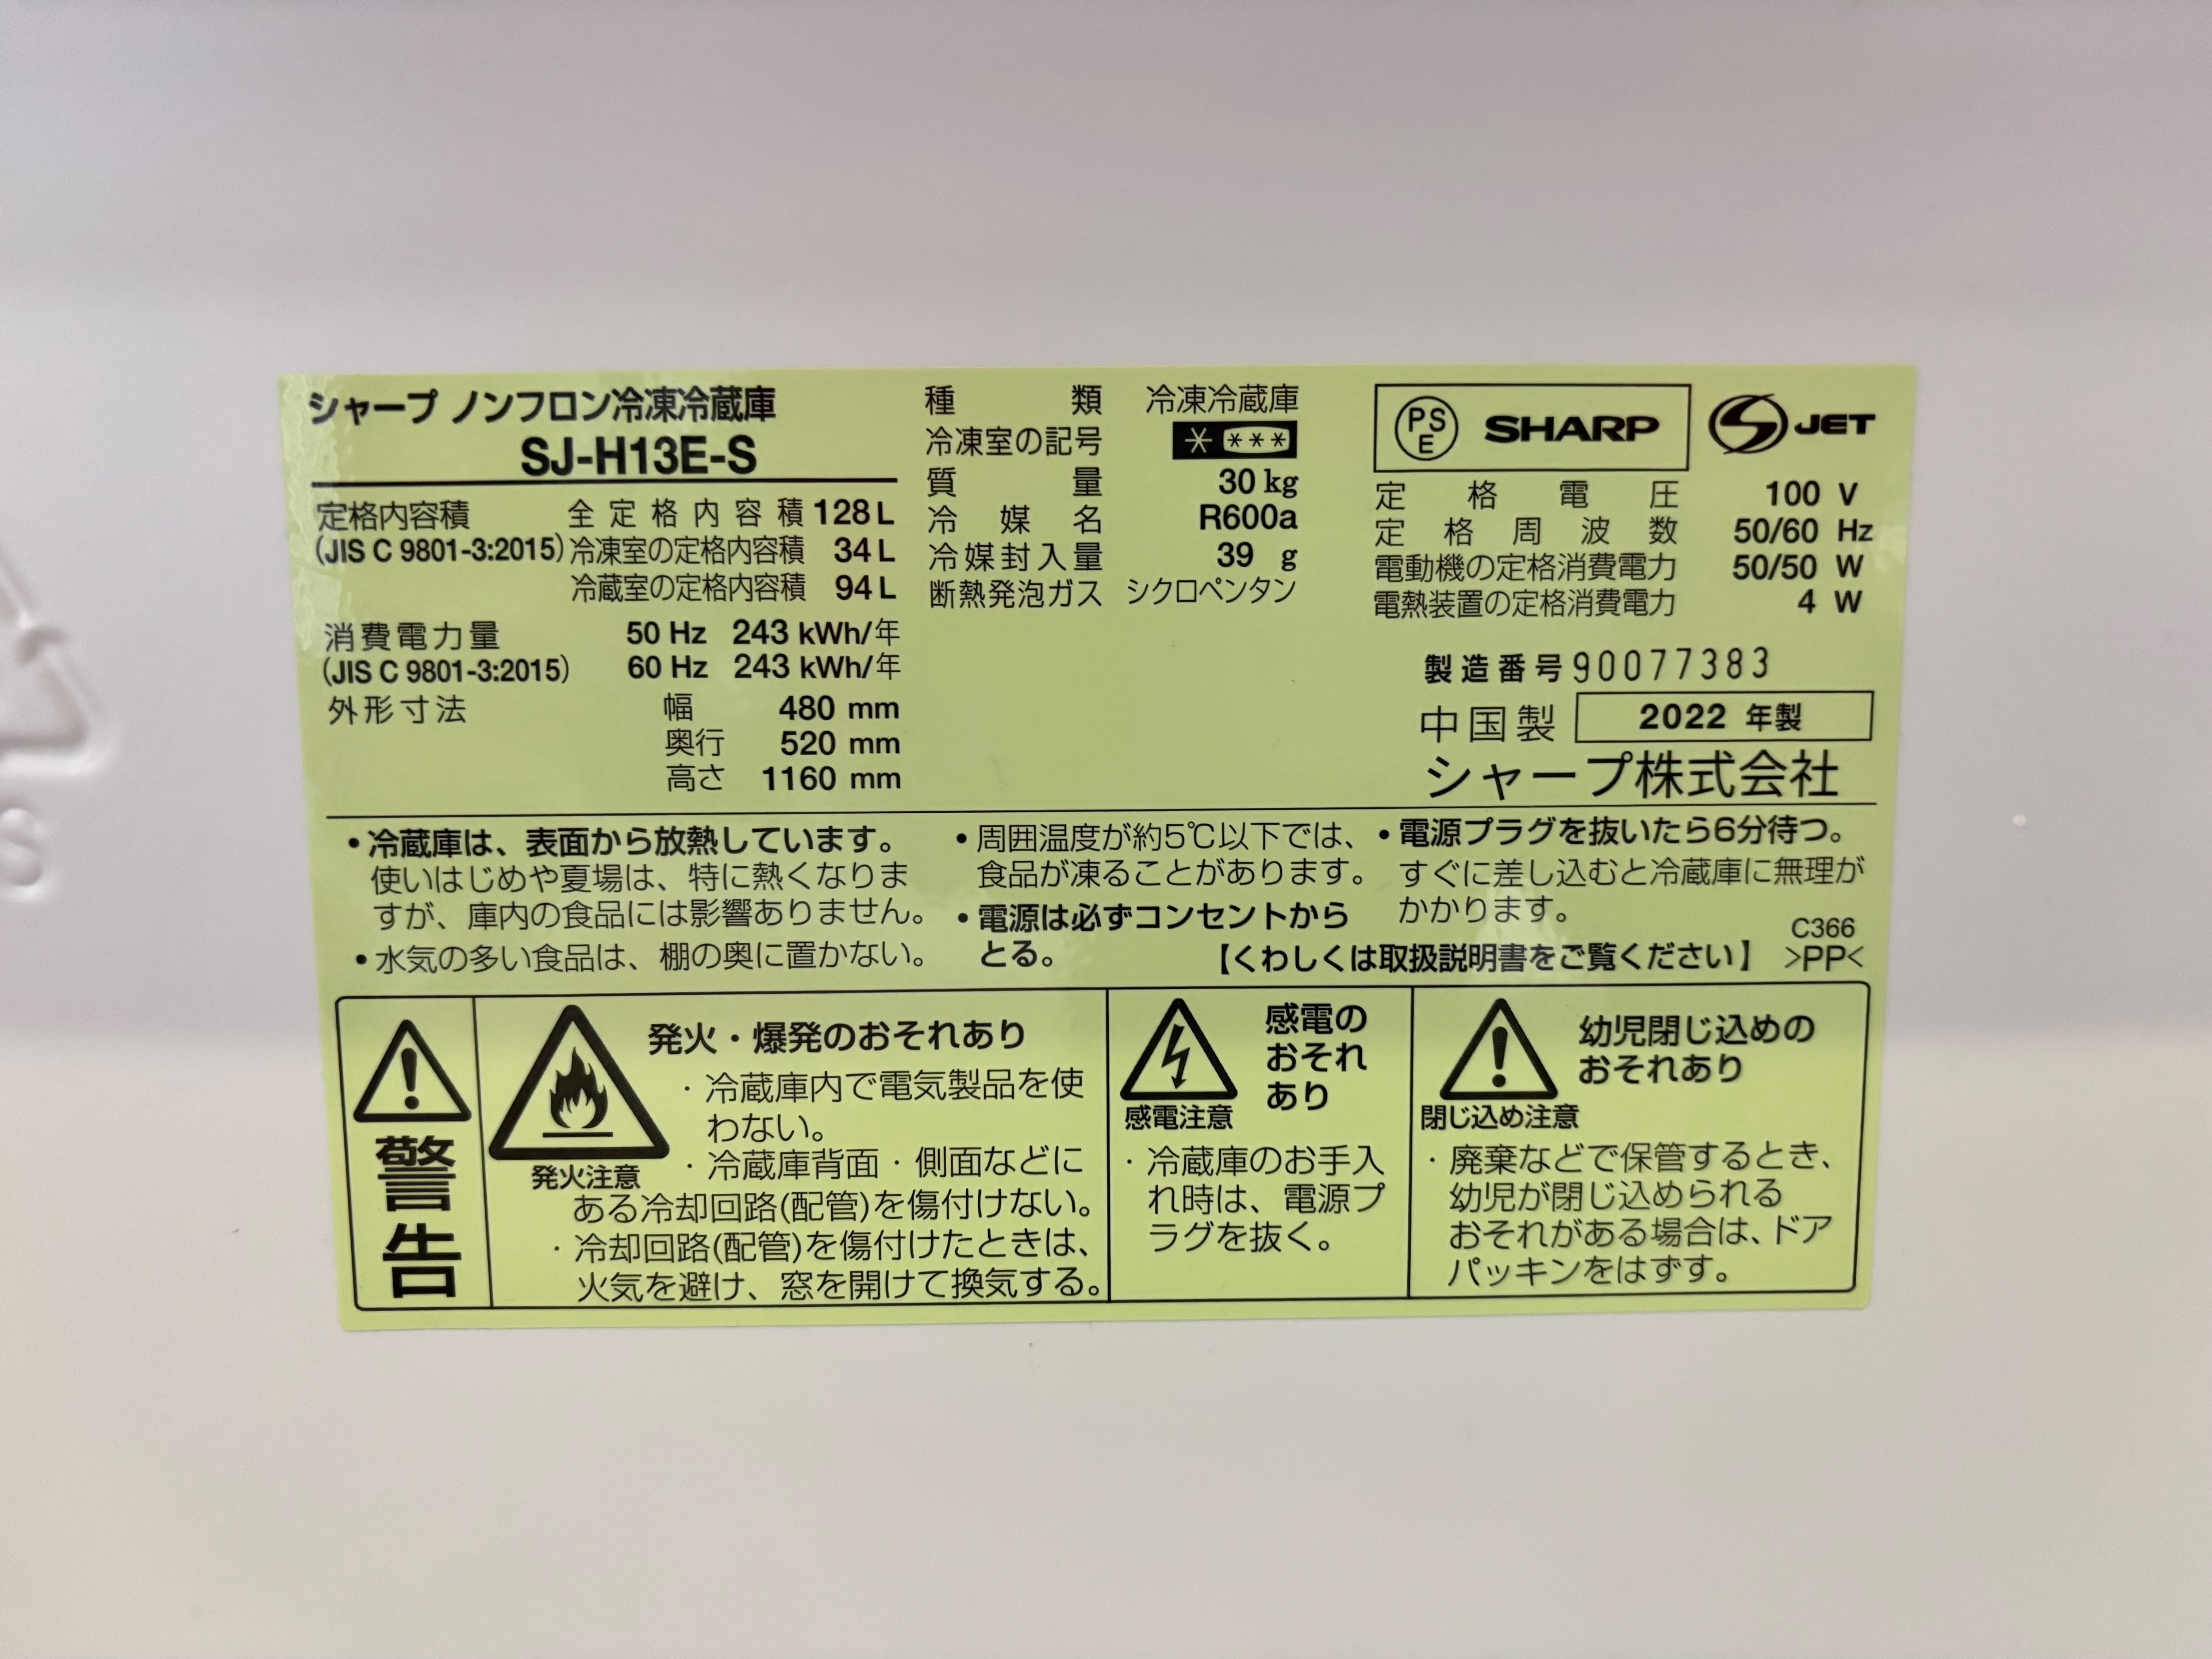 シャープ ノンフロン冷凍冷蔵庫
SJ-H13E-S
定格内容積 全定格内容積 128 L
(JIS C 9801-3:2015) 冷凍室の定格内容積 34 L
冷蔵室の定格内容積 94 L
消費電力量 50 Hz 243 kWh/年
(JIS C 9801-3:2015) 60 Hz 243 kWh/年
外形寸法 幅 480 mm
奥行 520 mm
高さ 1160 mm
種類 冷凍冷蔵庫
冷凍室の記号 * ***
質量 30 kg
冷媒名 R600a
冷媒封入量 39 g
断熱発泡ガス シクロペンタン
PS
E
SHARP
JET
定格電圧 100 V
定格周波数 50/60 Hz
電動機の定格消費電力 50/50 W
電熱装置の定格消費電力 4 W
製造番号 90077383
中国製 2022 年製
シャープ株式会社
・冷蔵庫は、表面から放熱しています。
使いはじめや夏場は、特に熱くなりま
すが、庫内の食品には影響ありません。
・水気の多い食品は、棚の奥に置かない。
・周囲温度が約5℃以下では、
食品が凍ることがあります。
・電源は必ずコンセントから
とる。
・電源プラグを抜いたら6分待つ。
すぐに差し込むと冷蔵庫に無理が
かかります。
【くわしくは取扱説明書をご覧ください】
C366
>PP<
警告
発火注意
発火・爆発のおそれあり
・冷蔵庫内で電気製品を使
わない。
・冷蔵庫背面・側面などに
ある冷却回路(配管)を傷付けない。
・冷却回路(配管)を傷付けたときは、
火気を避け、窓を開けて換気する。
感電の
おそれ
あり
感電注意
・冷蔵庫のお手入
れ時は、電源プ
ラグを抜く。
幼児閉じ込めの
おそれあり
閉じ込め注意
・廃棄などで保管するとき、
幼児が閉じ込められる
おそれがある場合は、ドア
パッキンをはずす。